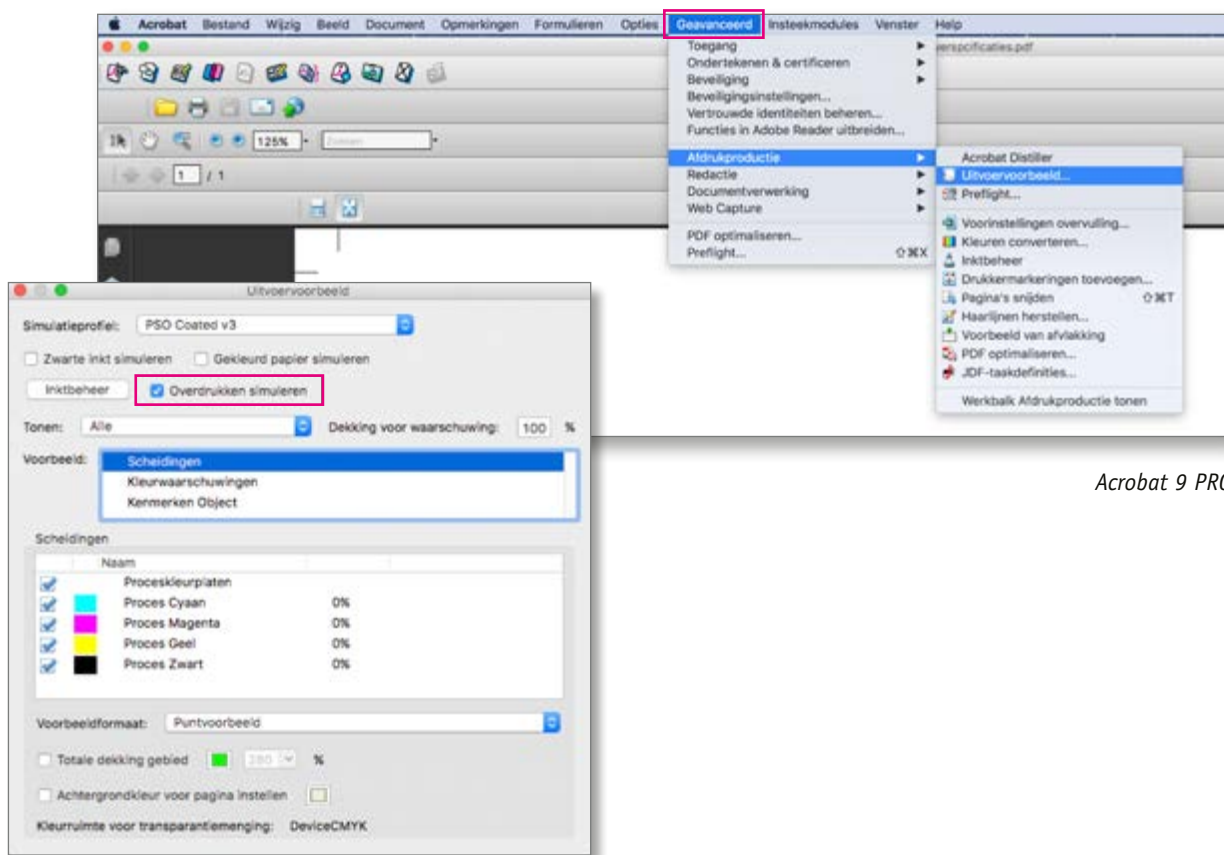 Acrobat Bestand Wijzig Beeld Document Opmerkingen Formulieren Opties Geavanceerd Insteekmodules Venster Help
verspcificaties.pdf
Toegang
Ondertekenen & certificeren
Beveiliging
Beveiligingsinstellingen...
Vertrouwde identiteiten beheren...
Functies in Adobe Reader uitbreiden...
Afdrukproductie
Redactie
Documentverwerking
Web Capture
PDF optimaliseren...
Preflight... ⇧⌘X
Acrobat Distiller
Uitvoervoorbeeld...
Preflight...
Voorinstellingen overvulling...
Kleuren converteren...
Inktbeheer
Drukkermarkeringen toevoegen...
Pagina's snijden ⇧⌘T
Haarlijnen herstellen...
Voorbeeld van afvlakking
PDF optimaliseren...
JDF-taakdefinities...
Werkbalk Afdrukproductie tonen
125% Zoeken
1 / 1
Uitvoervoorbeeld
Simulatieprofiel: PSO Coated v3
Zwarte inkt simuleren Gekleurd papier simuleren
Inktbeheer Overdrukken simuleren
Tonen: Alle Dekking voor waarschuwing: 100 %
Voorbeeld: Scheidingen
Kleurwaarschuwingen
Kenmerken Object
Scheidingen
Naam
Proceskleurplaten
Proces Cyaan 0%
Proces Magenta 0%
Proces Geel 0%
Proces Zwart 0%
Voorbeeldformaat: Puntvoorbeeld
Totale dekking gebied 280 %
Achtergrondkleur voor pagina instellen
Kleurruimte voor transparantiemenging: DeviceCMYK
Acrobat 9 PRO